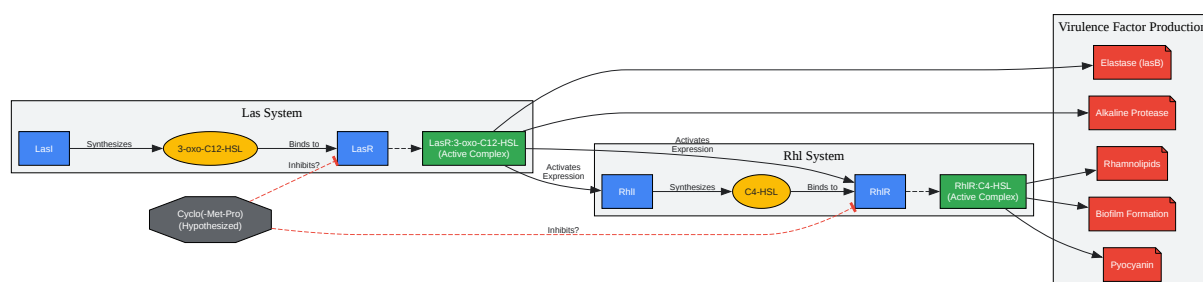 Virulence Factor Production
Elastase (lasB)
Las System
Alkaline Protease
LasI
Synthesizes
3-oxo-C12-HSL
Binds to
LasR
LasR:3-oxo-C12-HSL
(Active Complex)
Activates
Expression
Inhibits?
Activates
Expression
Rhl System
Rhamnolipids
RhlI
Synthesizes
C4-HSL
Binds to
RhlR
RhlR:C4-HSL
(Active Complex)
Cyclo(-Met-Pro)
(Hypothesized)
Inhibits?
Biofilm Formation
Pyocyanin